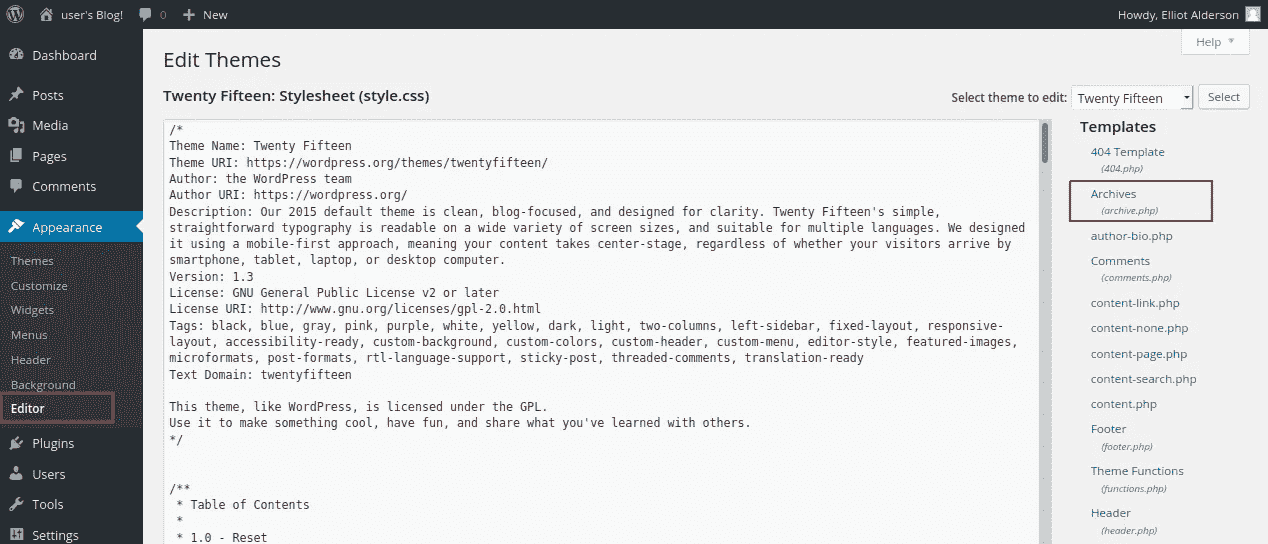 user's Blog!
0
New
Howdy, Elliot Alderson
Help
Dashboard
Posts
Media
Pages
Comments
Appearance
Themes
Customize
Widgets
Menus
Header
Background
Editor
Plugins
Users
Tools
Settings
Edit Themes
Twenty Fifteen: Stylesheet (style.css)
Select theme to edit:
Twenty Fifteen
Select
/*
Theme Name: Twenty Fifteen
Theme URI: https://wordpress.org/themes/twentyfifteen/
Author: the WordPress team
Author URI: https://wordpress.org/
Description: Our 2015 default theme is clean, blog-focused, and designed for clarity. Twenty Fifteen's simple,
straightforward typography is readable on a wide variety of screen sizes, and suitable for multiple languages. We designed
it using a mobile-first approach, meaning your content takes center-stage, regardless of whether your visitors arrive by
smartphone, tablet, laptop, or desktop computer.
Version: 1.3
License: GNU General Public License v2 or later
License URI: http://www.gnu.org/licenses/gpl-2.0.html
Tags: black, blue, gray, pink, purple, white, yellow, dark, light, two-columns, left-sidebar, fixed-layout, responsive-
layout, accessibility-ready, custom-background, custom-colors, custom-header, custom-menu, editor-style, featured-images,
microformats, post-formats, rtl-language-support, sticky-post, threaded-comments, translation-ready
Text Domain: twentyfifteen
This theme, like WordPress, is licensed under the GPL.
Use it to make something cool, have fun, and share what you've learned with others.
*/
/**
* Table of Contents
*
* 1.0 - Reset
Templates
404 Template
(404.php)
Archives
(archive.php)
author-bio.php
Comments
(comments.php)
content-link.php
content-none.php
content-page.php
content-search.php
content.php
Footer
(footer.php)
Theme Functions
(functions.php)
Header
(header.php)